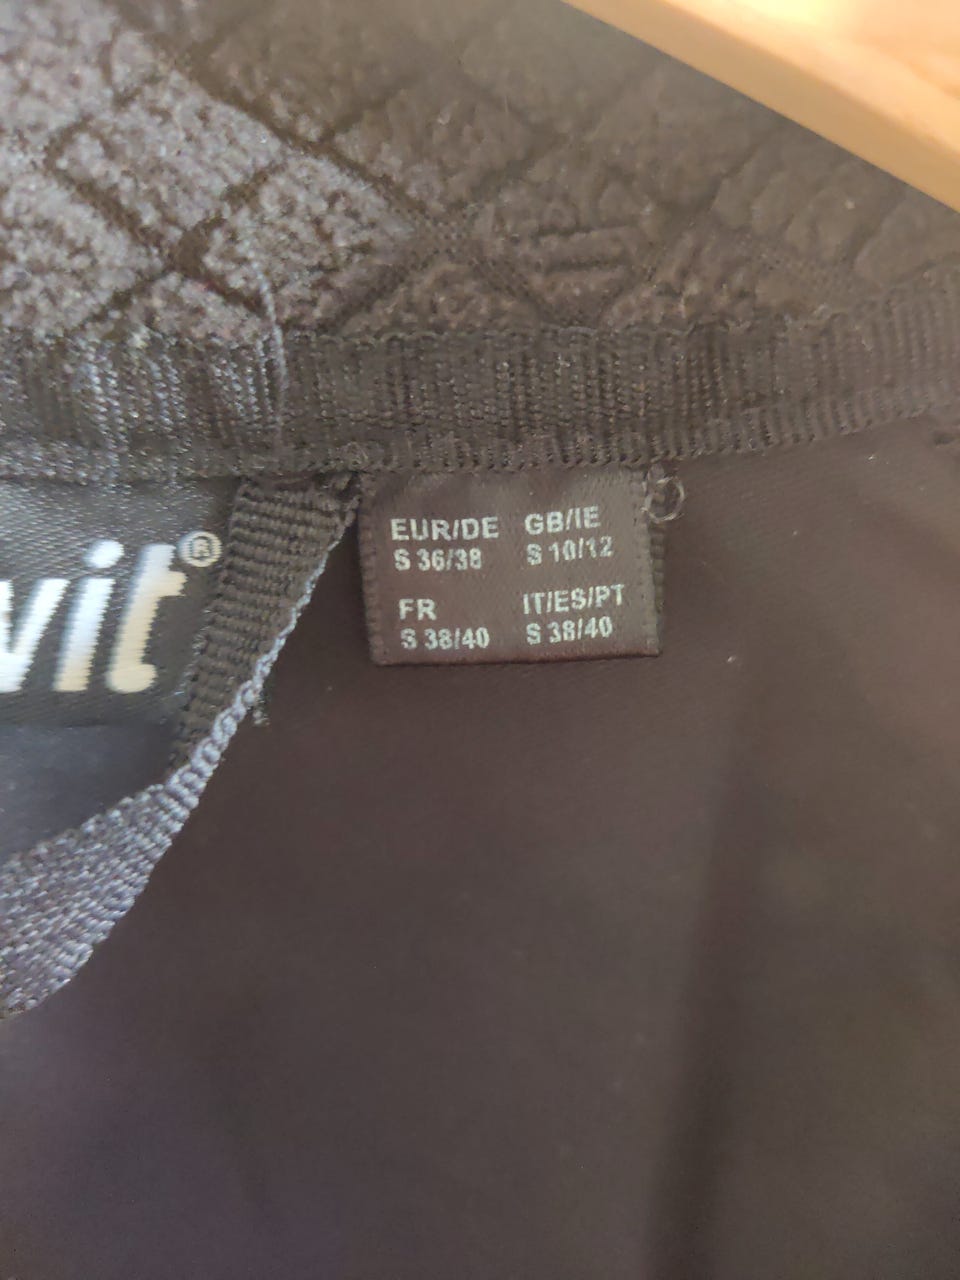 vit®
EUR/DE GB/IE
S 36/38 S 10/12
FR IT/ES/PT
S 38/40 S 38/40